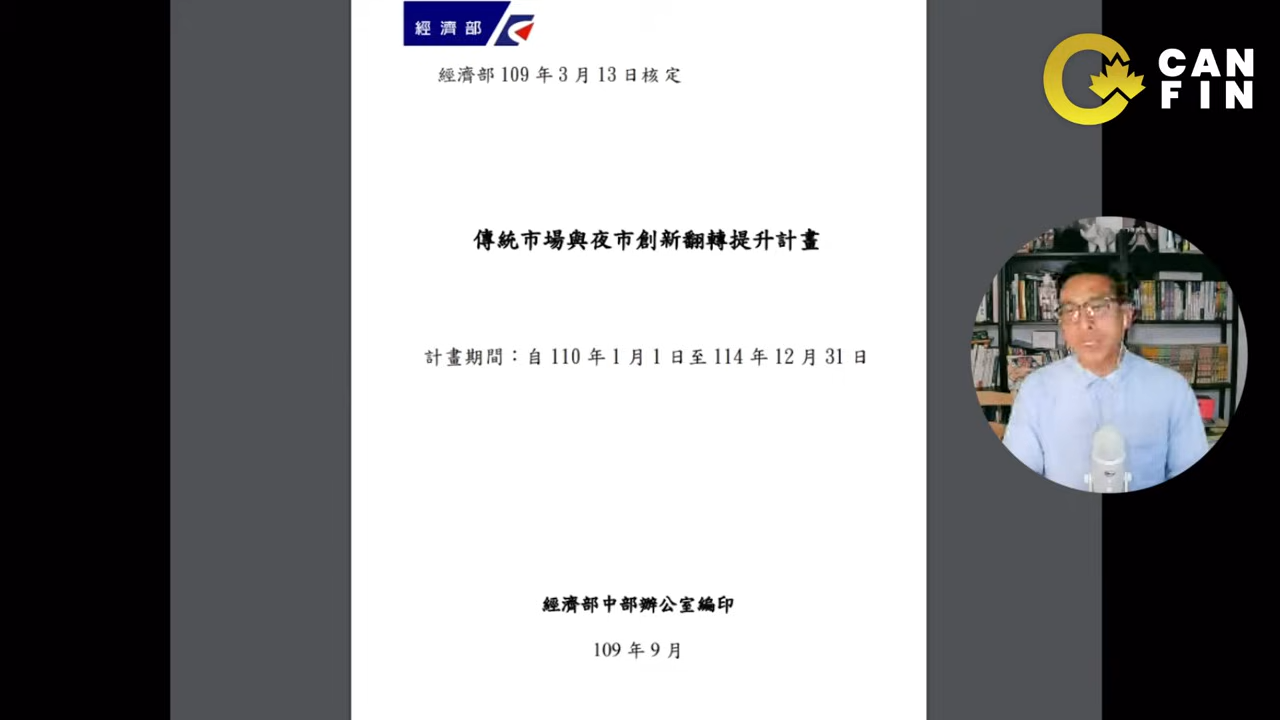 經濟部
經濟部 109 年 3 月 13 日核定
傳統市場與夜市創新翻轉提升計畫
計畫期間：自 110 年 1 月 1 日至 114 年 12 月 31 日
經濟部中部辦公室編印
109 年 9 月
CAN
FIN